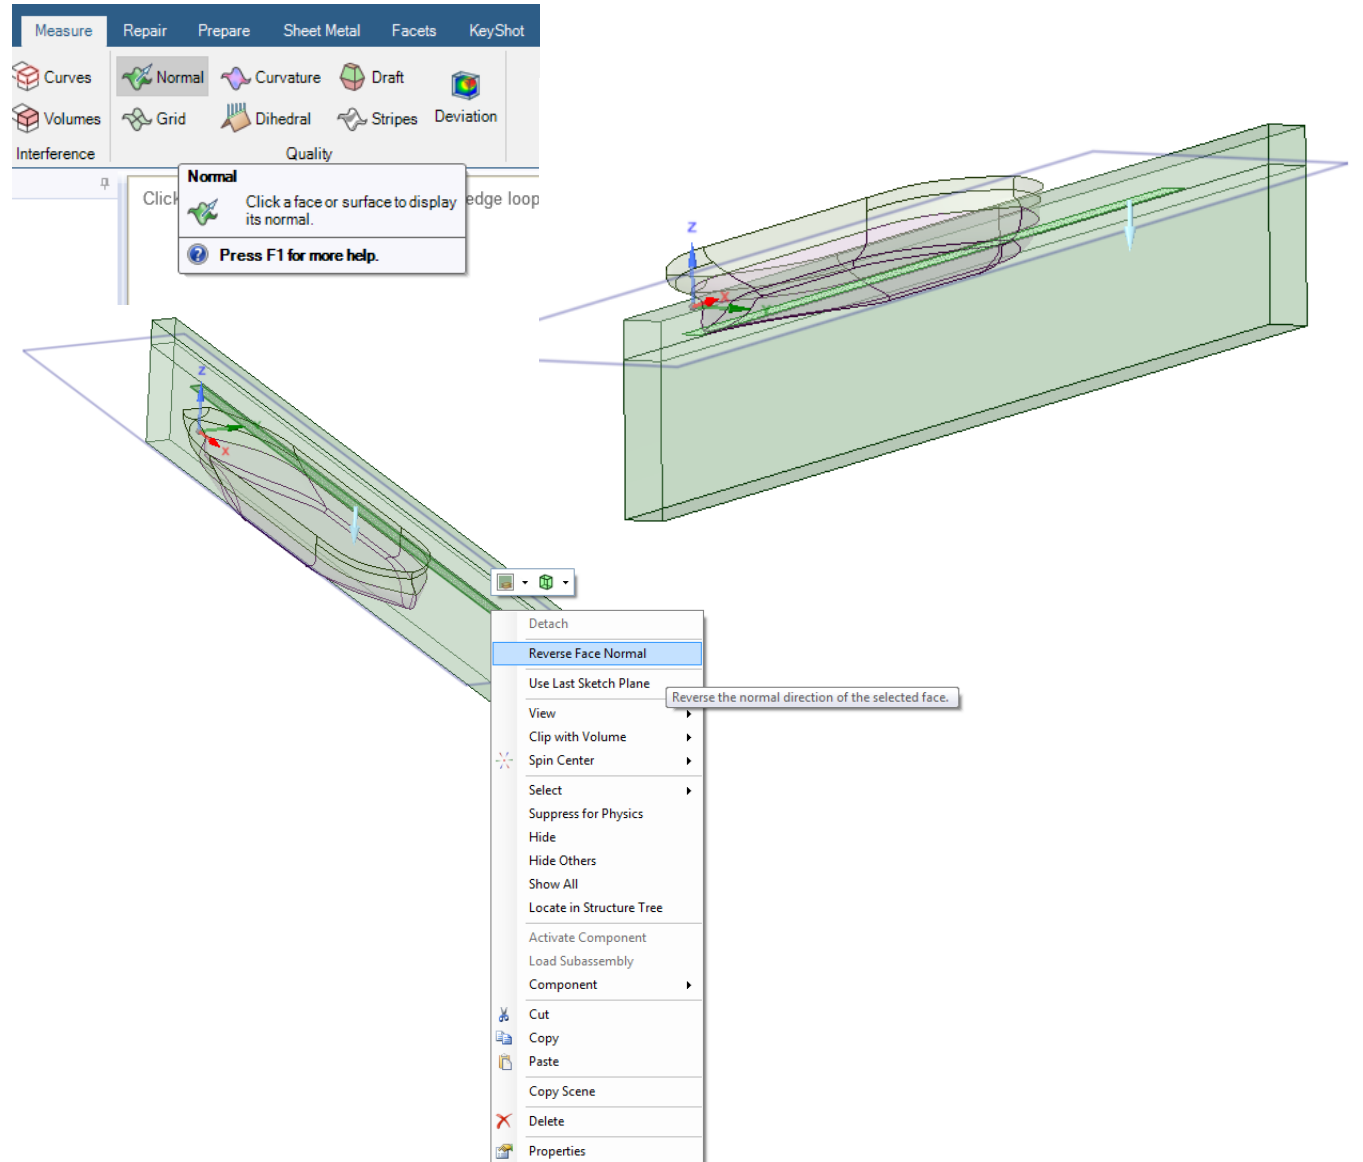 Measure Repair Prepare Sheet Metal Facets KeyShot
Curves Normal Curvature Draft
Volumes Grid Dihedral Stripes Deviation
Interference Quality
Normal
Click a face or surface to display
its normal.
Press F1 for more help.
Click
edge loop
Z
X
Z
X
Detach
Reverse Face Normal
Use Last Sketch Plane
Reverse the normal direction of the selected face.
View
Clip with Volume
Spin Center
Select
Suppress for Physics
Hide
Hide Others
Show All
Locate in Structure Tree
Activate Component
Load Subassembly
Component
Cut
Copy
Paste
Copy Scene
Delete
Properties